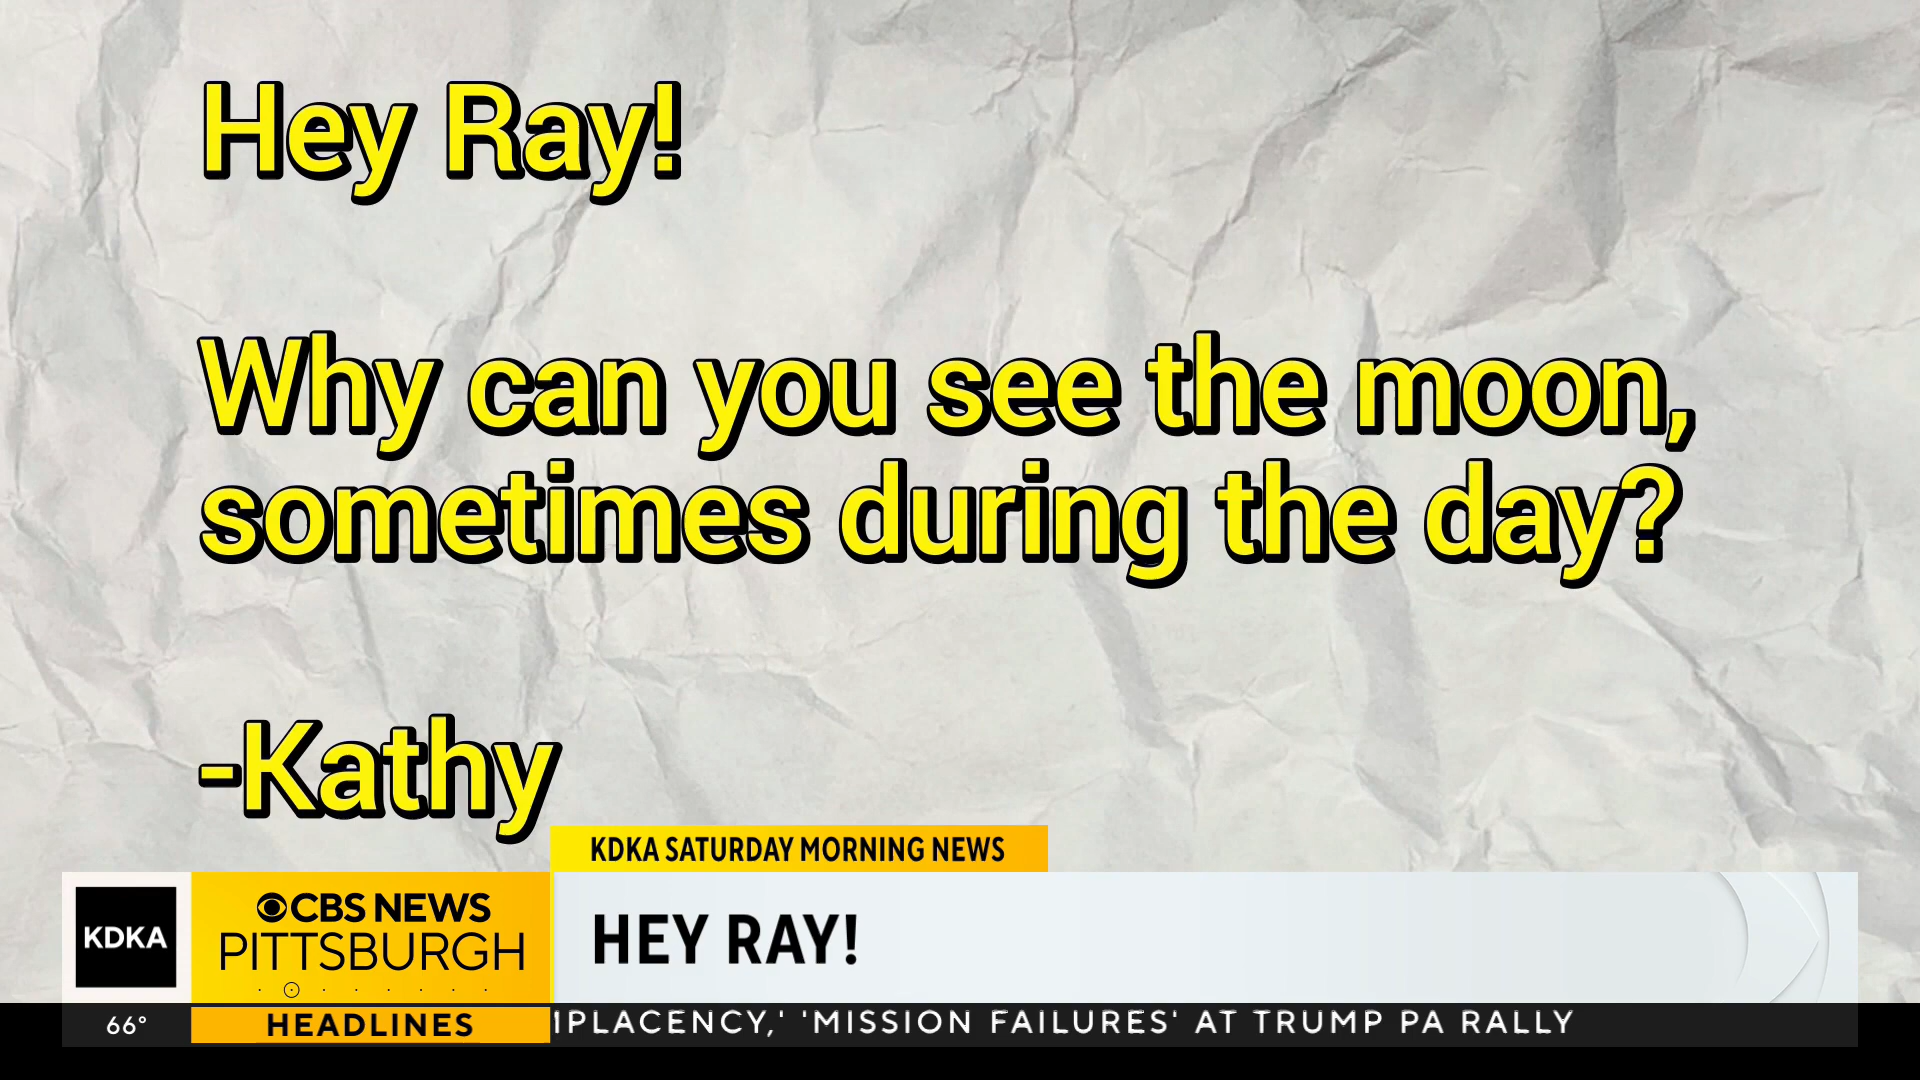 Hey Ray!
Why can you see the moon,
sometimes during the day?
-Kathy
KDKA SATURDAY MORNING NEWS
KDKA
CBS NEWS
PITTSBURGH
HEY RAY!
66°
HEADLINES
MPLACENCY,' 'MISSION FAILURES' AT TRUMP PA RALLY